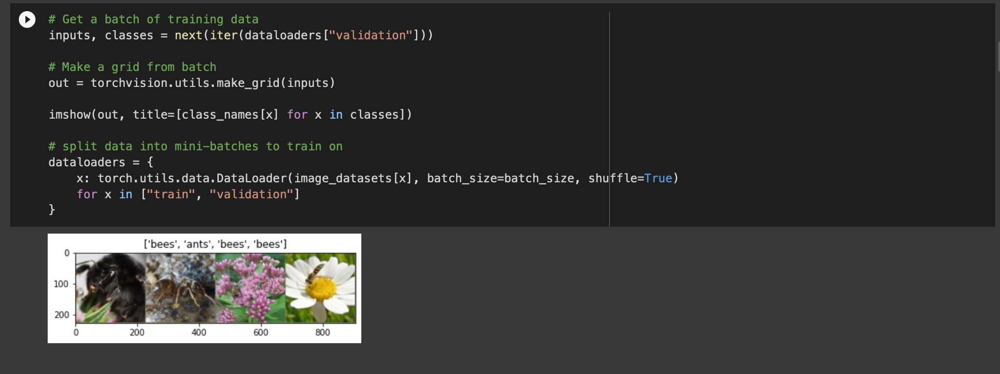 # Get a batch of training data
inputs, classes = next(iter(dataloaders["validation"]))
# Make a grid from batch
out = torchvision.utils.make_grid(inputs)
imshow(out, title=[class_names[x] for x in classes])
# split data into mini-batches to train on
dataloaders = {
    x: torch.utils.data.DataLoader(image_datasets[x], batch_size=batch_size, shuffle=True)
    for x in ["train", "validation"]
}
['bees', 'ants', 'bees', 'bees']
0
100
200
0 200 400 600 800